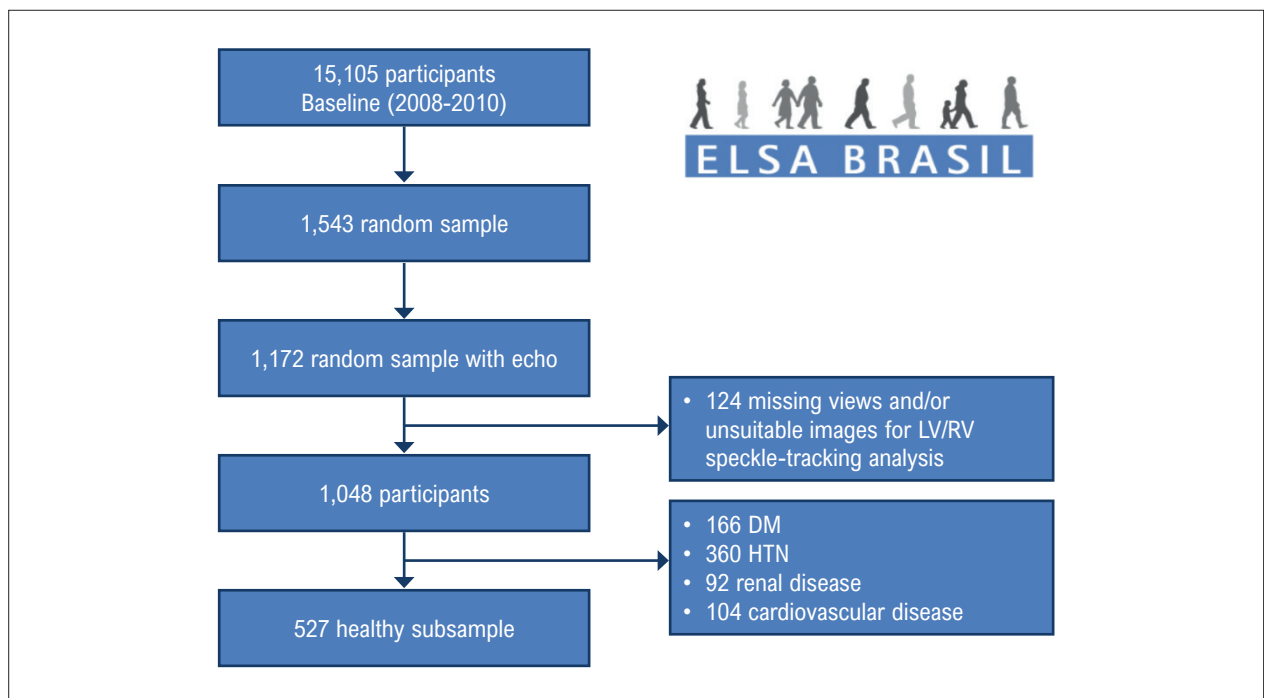 15,105 participants
Baseline (2008-2010)
ELSA BRASIL
1,543 random sample
1,172 random sample with echo
• 124 missing views and/or
unsuitable images for LV/RV
speckle-tracking analysis
1,048 participants
• 166 DM
• 360 HTN
• 92 renal disease
• 104 cardiovascular disease
527 healthy subsample